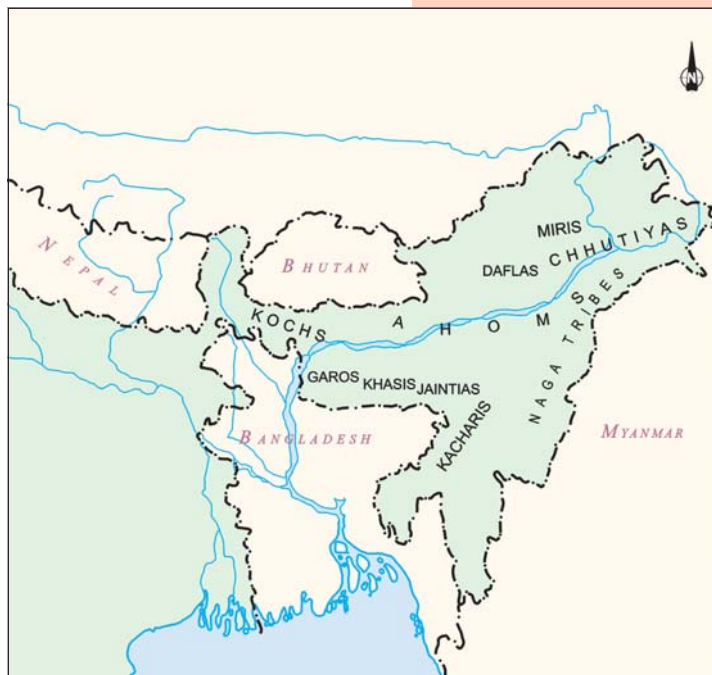 N
MIRIS
CHHUTIYAS
DAFLAS
NEPAL
BHUTAN
KOCHS
AHOMS
NAGA TRIBES
GAROS
KHASIS
JAINTIAS
BANGLADESH
KACHARIS
MYANMAR